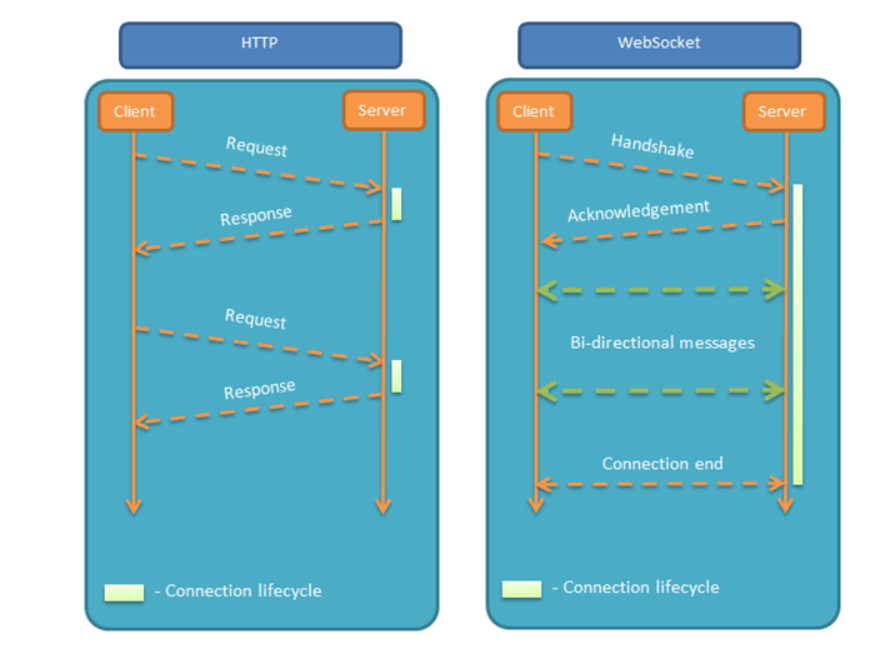 HTTP
Client
Server
Request
Response
Request
Response
- Connection lifecycle
WebSocket
Client
Server
Handshake
Acknowledgement
Bi-directional messages
Connection end
- Connection lifecycle